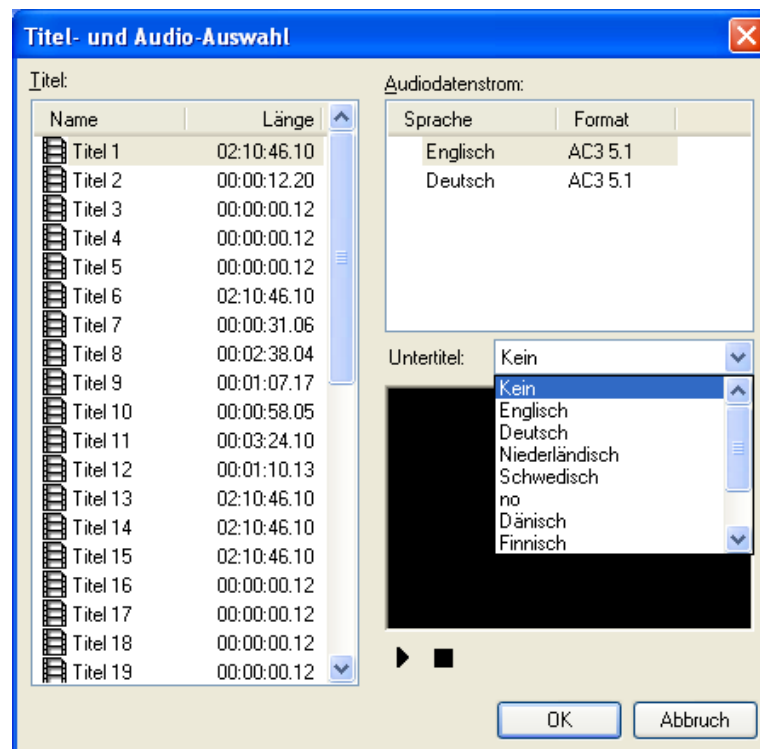 Titel- und Audio-Auswahl
Titel:
Name Länge
Titel 1 02:10:46.10
Titel 2 00:00:12.20
Titel 3 00:00:00.12
Titel 4 00:00:00.12
Titel 5 00:00:00.12
Titel 6 02:10:46.10
Titel 7 00:00:31.06
Titel 8 00:02:38.04
Titel 9 00:01:07.17
Titel 10 00:00:58.05
Titel 11 00:03:24.10
Titel 12 00:01:10.13
Titel 13 02:10:46.10
Titel 14 02:10:46.10
Titel 15 02:10:46.10
Titel 16 00:00:00.12
Titel 17 00:00:00.12
Titel 18 00:00:00.12
Titel 19 00:00:00.12
Audiodatenstrom:
Sprache Format
Englisch AC3 5.1
Deutsch AC3 5.1
Untertitel: Kein
Kein
Englisch
Deutsch
Niederländisch
Schwedisch
no
Dänisch
Finnisch
OK Abbruch